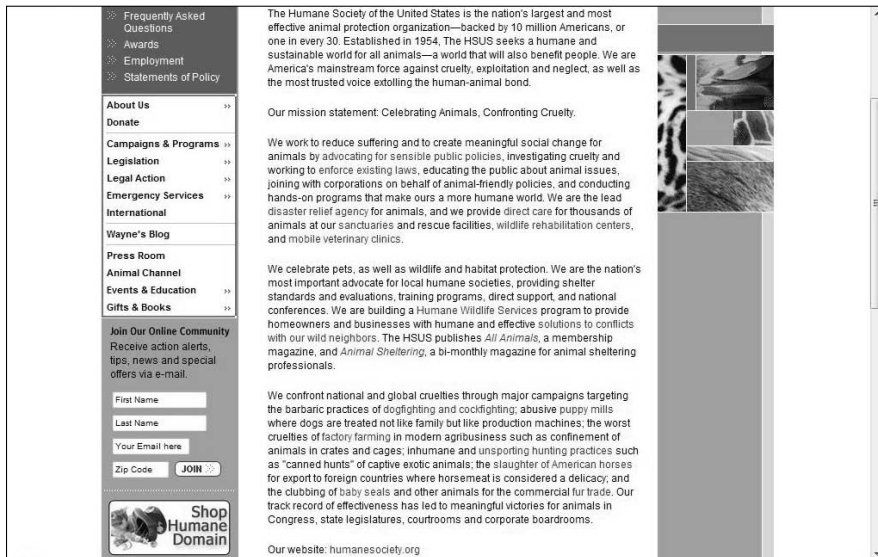 Frequently Asked
Questions
Awards
Employment
Statements of Policy
About Us
Donate
Campaigns & Programs
Legislation
Legal Action
Emergency Services
International
Wayne's Blog
Press Room
Animal Channel
Events & Education
Gifts & Books
Join Our Online Community
Receive action alerts,
tips, news and special
offers via e-mail.
First Name
Last Name
Your Email here
Zip Code
JOIN
Shop
Humane
Domain
The Humane Society of the United States is the nation's largest and most
effective animal protection organization—backed by 10 million Americans, or
one in every 30. Established in 1954, The HSUS seeks a humane and
sustainable world for all animals—a world that will also benefit people. We are
America's mainstream force against cruelty, exploitation and neglect, as well as
the most trusted voice extolling the human-animal bond.
Our mission statement: Celebrating Animals, Confronting Cruelty.
We work to reduce suffering and to create meaningful social change for
animals by advocating for sensible public policies, investigating cruelty and
working to enforce existing laws, educating the public about animal issues,
joining with corporations on behalf of animal-friendly policies, and conducting
hands-on programs that make ours a more humane world. We are the lead
disaster relief agency for animals, and we provide direct care for thousands of
animals at our sanctuaries and rescue facilities, wildlife rehabilitation centers,
and mobile veterinary clinics.
We celebrate pets, as well as wildlife and habitat protection. We are the nation's
most important advocate for local humane societies, providing shelter
standards and evaluations, training programs, direct support, and national
conferences. We are building a Humane Wildlife Services program to provide
homeowners and businesses with humane and effective solutions to conflicts
with our wild neighbors. The HSUS publishes All Animals, a membership
magazine, and Animal Sheltering, a bi-monthly magazine for animal sheltering
professionals.
We confront national and global cruelties through major campaigns targeting
the barbaric practices of dogfighting and cockfighting; abusive puppy mills
where dogs are treated not like family but like production machines; the worst
cruelties of factory farming in modern agribusiness such as confinement of
animals in crates and cages; inhumane and unsporting hunting practices such
as "canned hunts" of captive exotic animals; the slaughter of American horses
for export to foreign countries where horsemeat is considered a delicacy; and
the clubbing of baby seals and other animals for the commercial fur trade. Our
track record of effectiveness has led to meaningful victories for animals in
Congress, state legislatures, courtrooms and corporate boardrooms.
Our website: humanesociety.org